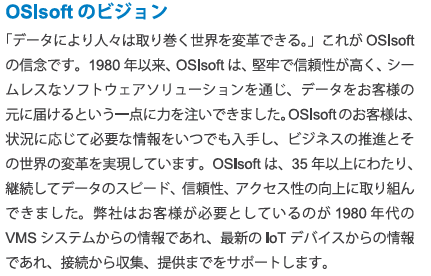 OSIsoft のビジョン
「データにより人々は取り巻く世界を変革できる。」これが OSIsoft
の信念です。1980 年以来、OSIsoft は、堅牢で信頼性が高く、シー
ムレスなソフトウェアソリューションを通じ、データをお客様の
元に届けるという一点に力を注いできました。OSIsoft のお客様は、
状況に応じて必要な情報をいつでも入手し、ビジネスの推進とそ
の世界の変革を実現しています。OSIsoft は、35 年以上にわたり、
継続してデータのスピード、信頼性、アクセス性の向上に取り組ん
できました。弊社はお客様が必要としているのが 1980 年代の
VMS システムからの情報であれ、最新の IoT デバイスからの情報
であれ、接続から収集、提供までをサポートします。